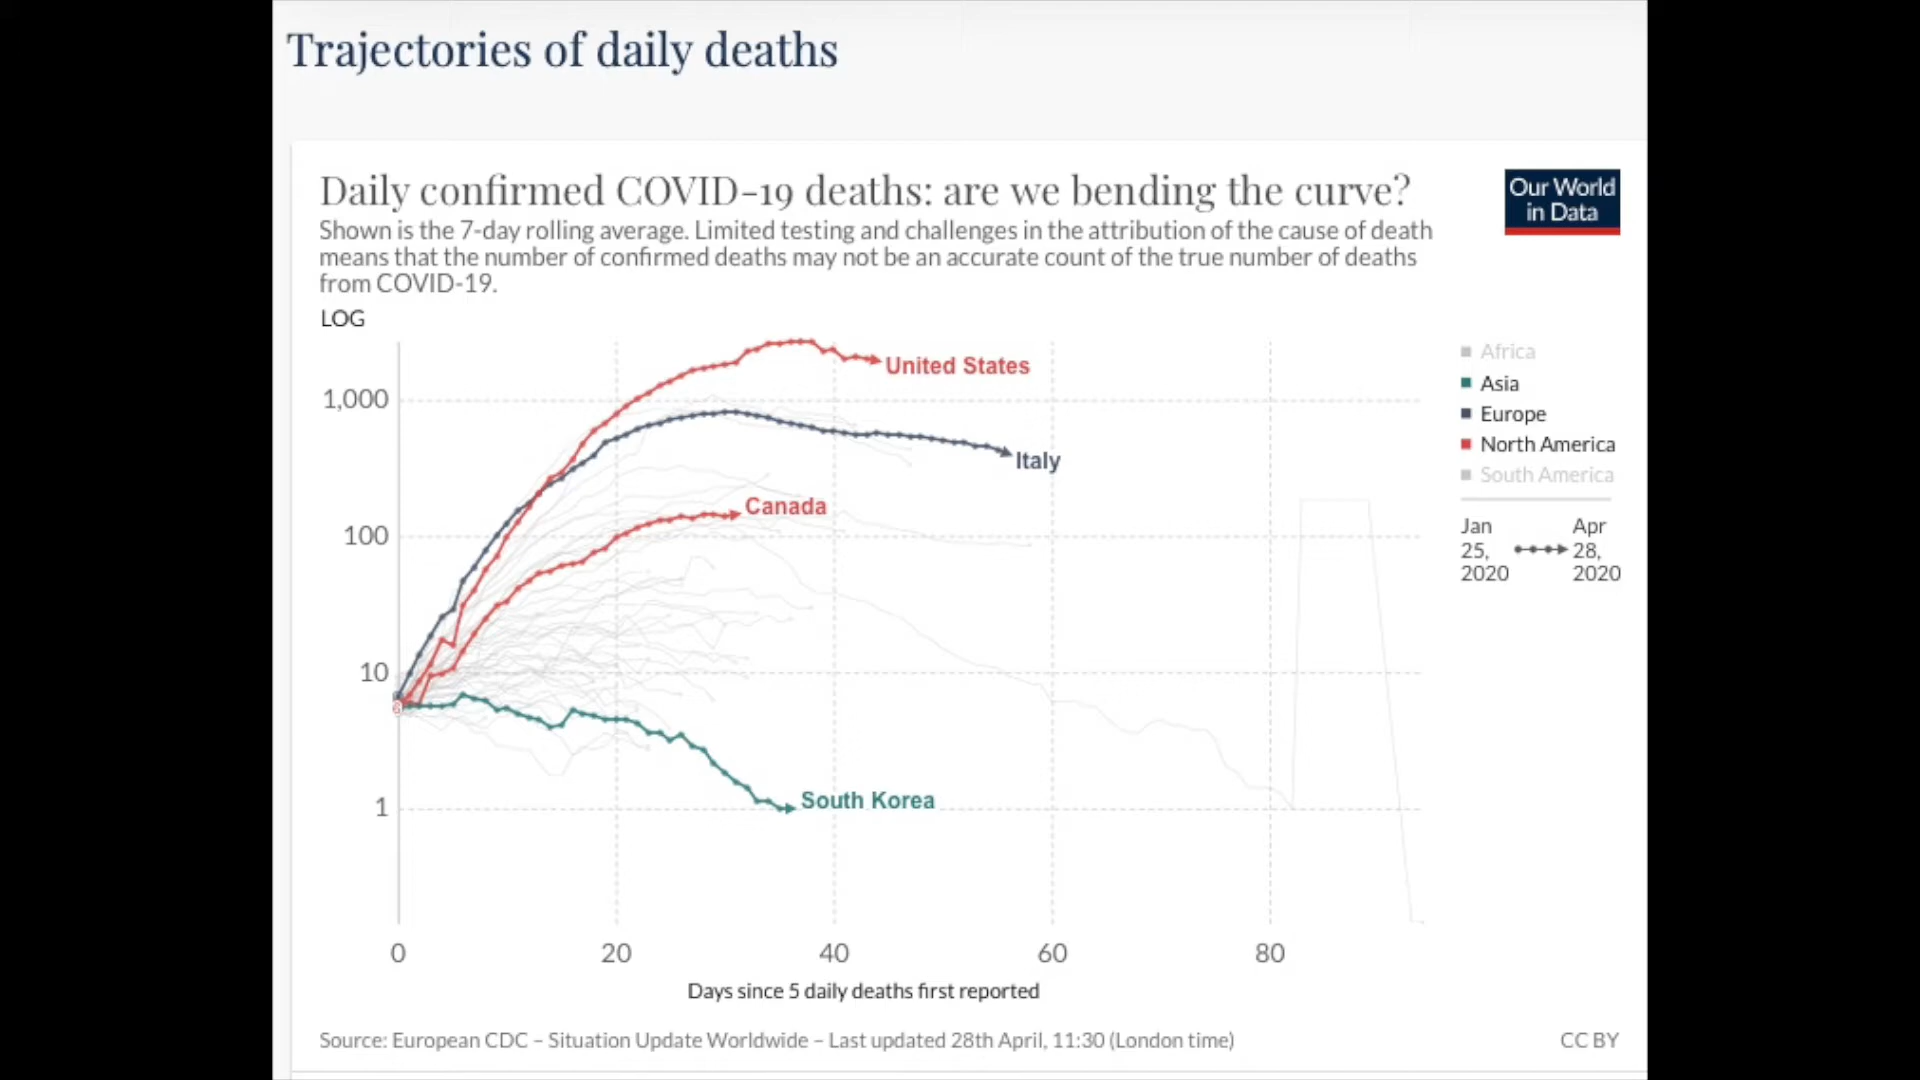 Trajectories of daily deaths
Daily confirmed COVID-19 deaths: are we bending the curve?
Our World
in Data
Shown is the 7-day rolling average. Limited testing and challenges in the attribution of the cause of death
means that the number of confirmed deaths may not be an accurate count of the true number of deaths
from COVID-19.
LOG
1,000
100
10
1
United States
Italy
Canada
South Korea
Africa
Asia
Europe
North America
South America
Jan
25,
2020
Apr
28,
2020
0 20 40 60 80
Days since 5 daily deaths first reported
Source: European CDC – Situation Update Worldwide – Last updated 28th April, 11:30 (London time)
CC BY